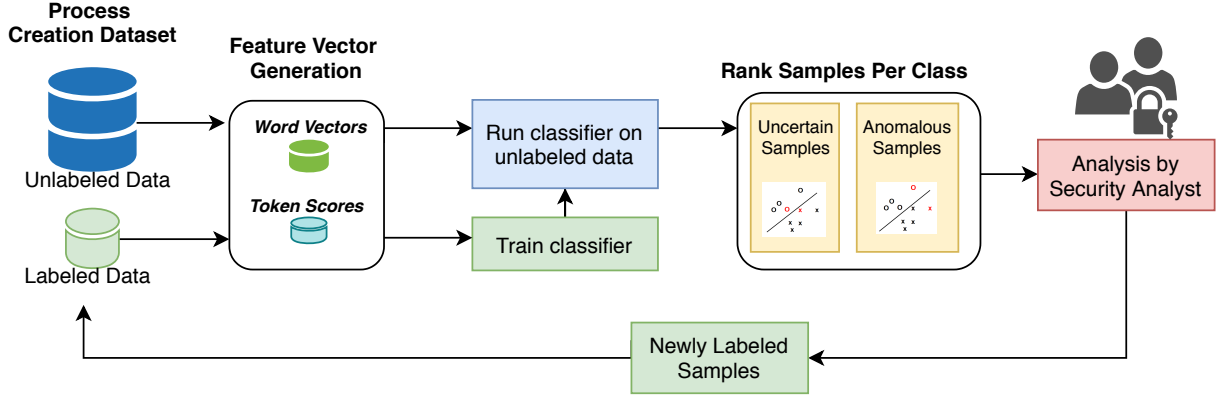 Process
Creation Dataset
Unlabeled Data
Labeled Data
Feature Vector
Generation
Word Vectors
Token Scores
Run classifier on
unlabeled data
Train classifier
Rank Samples Per Class
Uncertain
Samples
Anomalous
Samples
Analysis by
Security Analyst
Newly Labeled
Samples